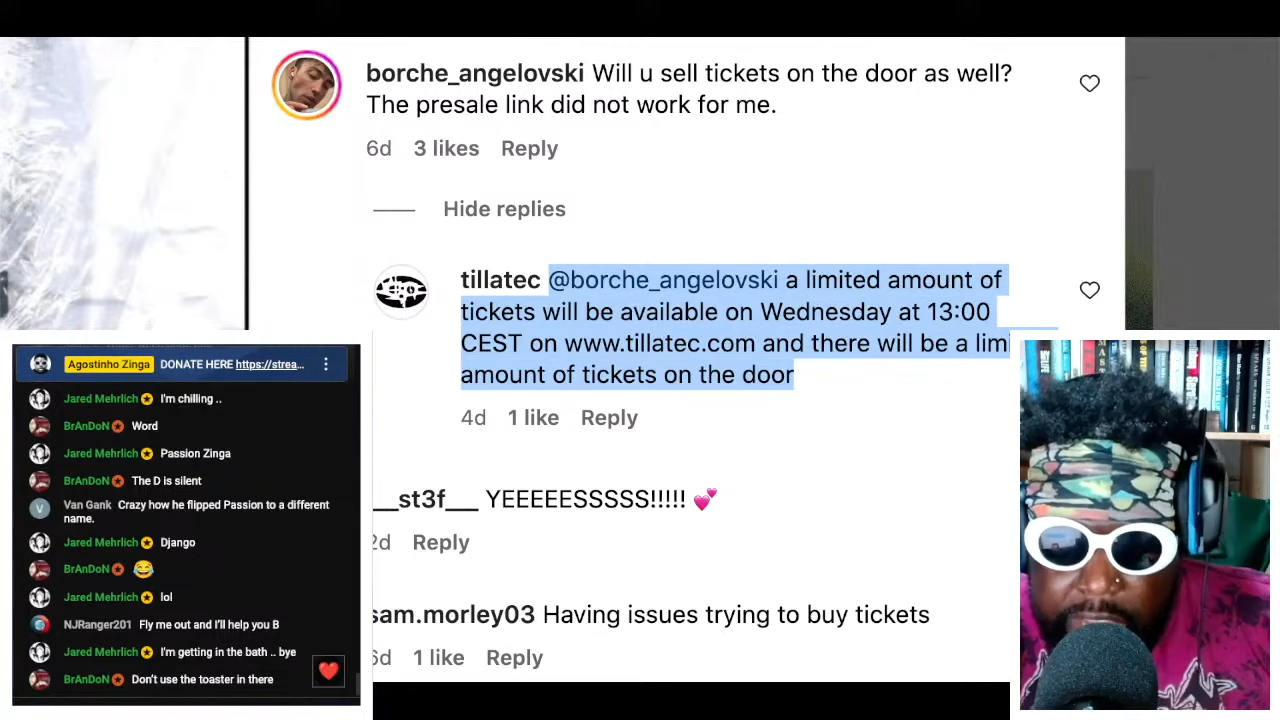 borche_angelovski Will u sell tickets on the door as well?
The presale link did not work for me.
6d 3 likes Reply
Hide replies
tillatec @borche_angelovski a limited amount of
tickets will be available on Wednesday at 13:00
CEST on www.tillatec.com and there will be a limi
amount of tickets on the door
4d 1 like Reply
__st3f___ YEEEEESSSSS!!!!! 💕
2d Reply
sam.morley03 Having issues trying to buy tickets
6d 1 like Reply
Agostinho Zinga DONATE HERE https://strea...
Jared Mehrlich I'm chilling ..
BrAnDoN Word
Jared Mehrlich Passion Zinga
BrAnDoN The D is silent
V Van Gank Crazy how he flipped Passion to a different
name.
Jared Mehrlich Django
BrAnDoN 😂
Jared Mehrlich lol
NJRanger201 Fly me out and I'll help you B
Jared Mehrlich I'm getting in the bath .. bye
BrAnDoN Don't use the toaster in there